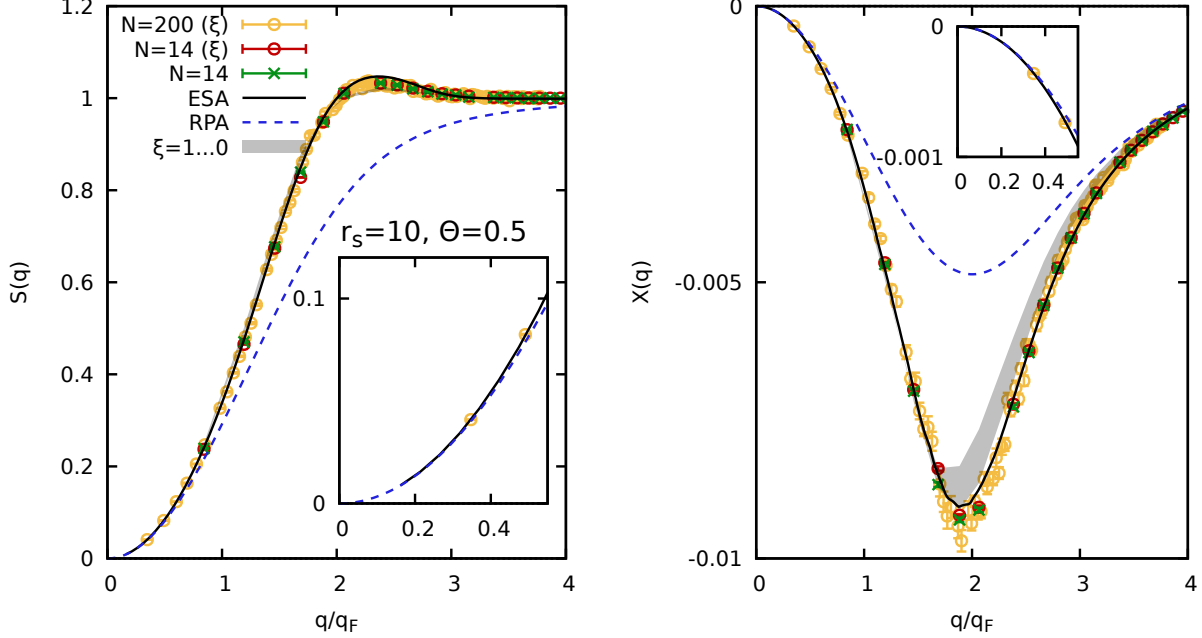 1.2
1
0.8
0.6
0.4
0.2
0
0
1
2
3
4
S(q)
q/q_F
N=200 (ξ)
N=14 (ξ)
N=14
ESA
RPA
ξ=1...0
r_s=10, Θ=0.5
0.1
0
0
0.2
0.4
0
-0.005
-0.01
0
1
2
3
4
X(q)
q/q_F
0
-0.001
0
0.2
0.4